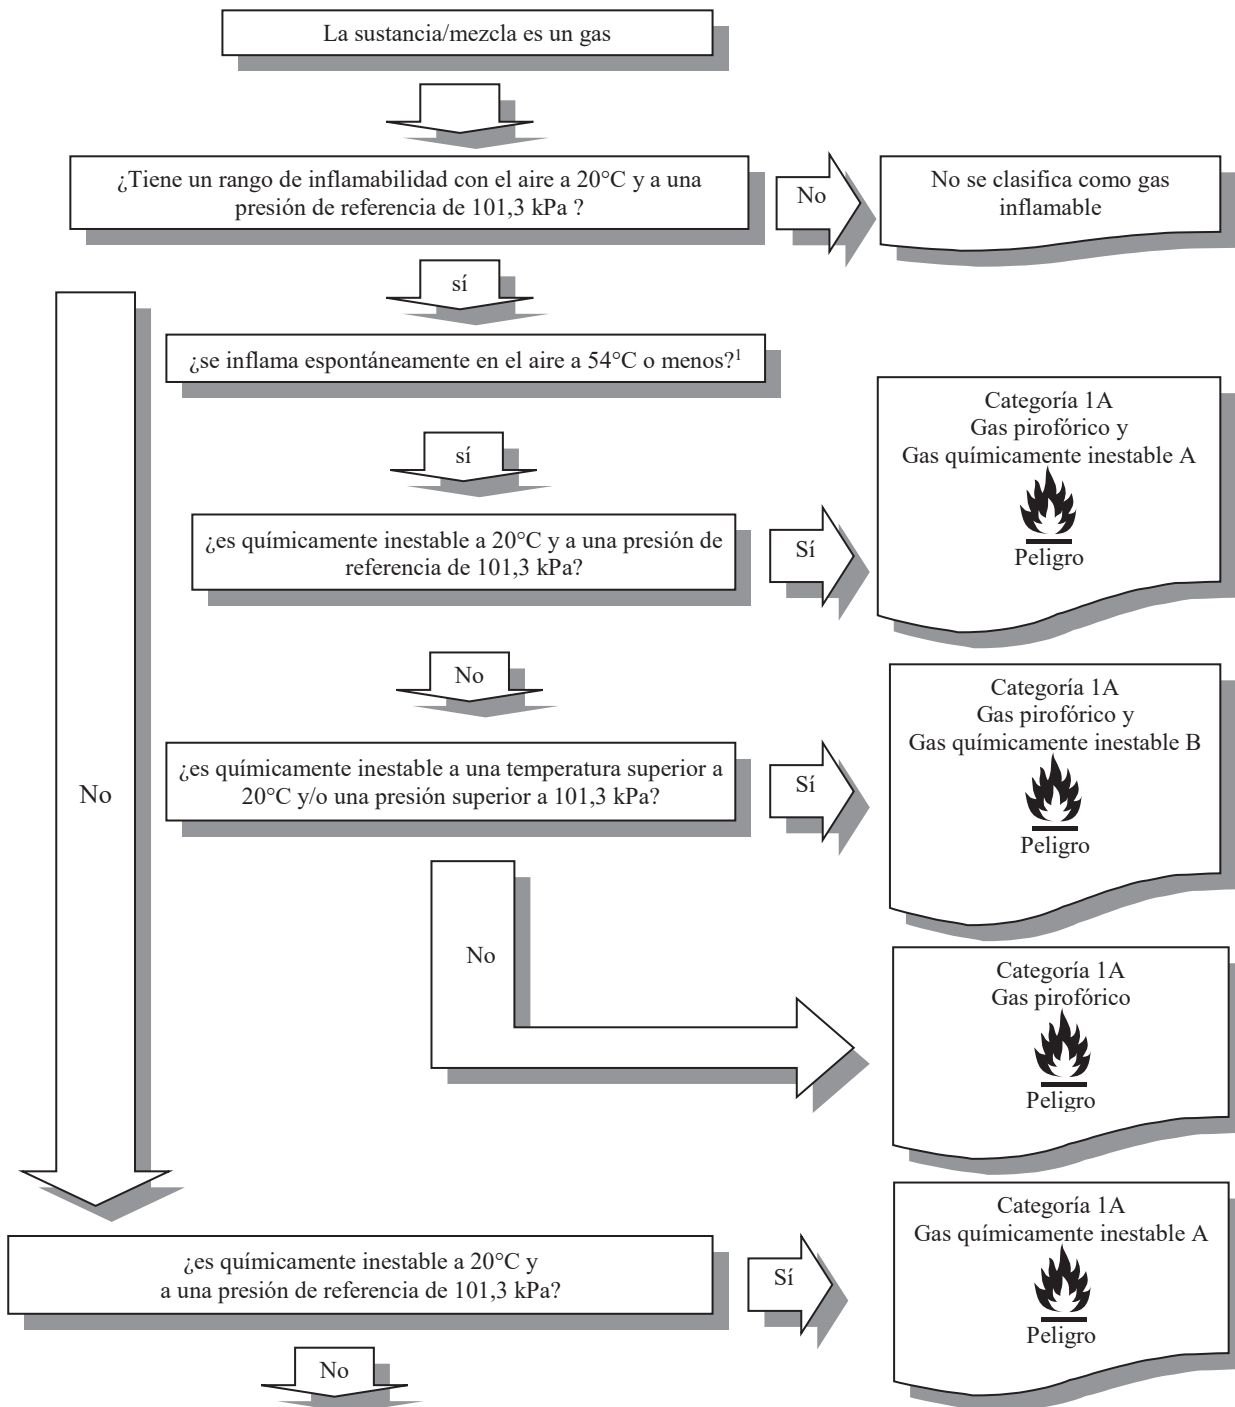 La sustancia/mezcla es un gas
¿Tiene un rango de inflamabilidad con el aire a 20°C y a una
presión de referencia de 101,3 kPa ?
No
No se clasifica como gas
inflamable
sí
¿se inflama espontáneamente en el aire a 54°C o menos?¹
sí
Categoría 1A
Gas pirofórico y
Gas químicamente inestable A
Peligro
¿es químicamente inestable a 20°C y a una presión de
referencia de 101,3 kPa?
Sí
No
Categoría 1A
Gas pirofórico y
Gas químicamente inestable B
Peligro
¿es químicamente inestable a una temperatura superior a
20°C y/o una presión superior a 101,3 kPa?
Sí
No
No
Categoría 1A
Gas pirofórico
Peligro
¿es químicamente inestable a 20°C y
a una presión de referencia de 101,3 kPa?
Sí
Categoría 1A
Gas químicamente inestable A
Peligro
No